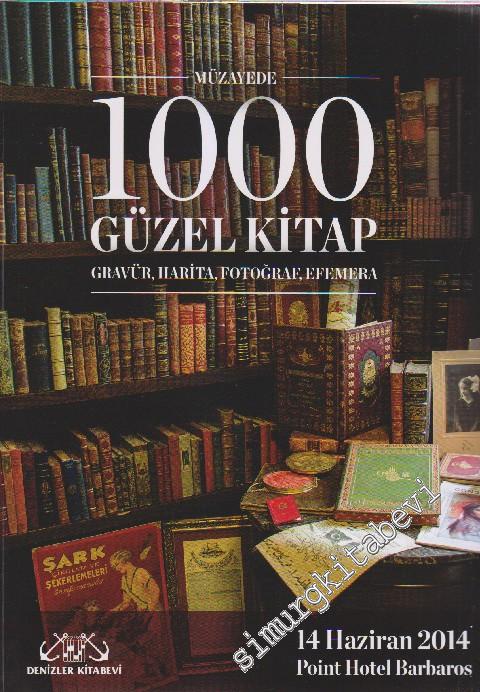 MÜZAYEDE
1000
GÜZEL KİTAP
GRAVÜR, HARİTA, FOTOĞRAF, EFEMERA
ŞARK
ŞEKERLEMELERİ
simurgkitabevi
14 Haziran 2014
Point Hotel Barbaros
DENİZLER KİTABEVİ